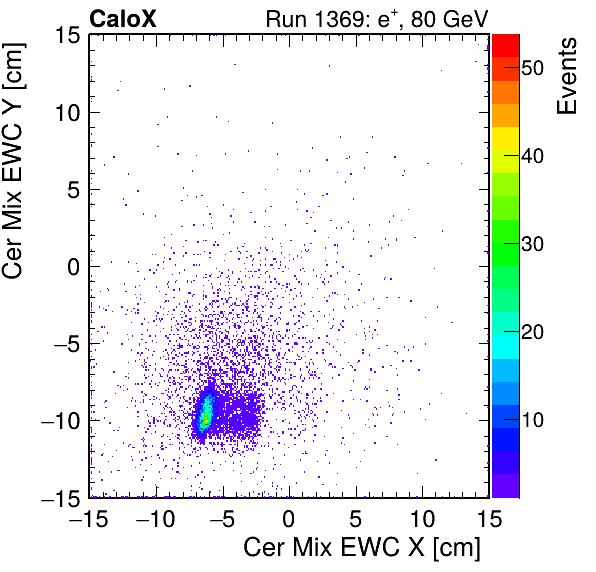 CaloX Run 1369: e⁺, 80 GeV
Cer Mix EWC Y [cm]
15
10
5
0
−5
−10
−15
−15 −10 −5 0 5 10 15
Cer Mix EWC X [cm]
Events
50
40
30
20
10